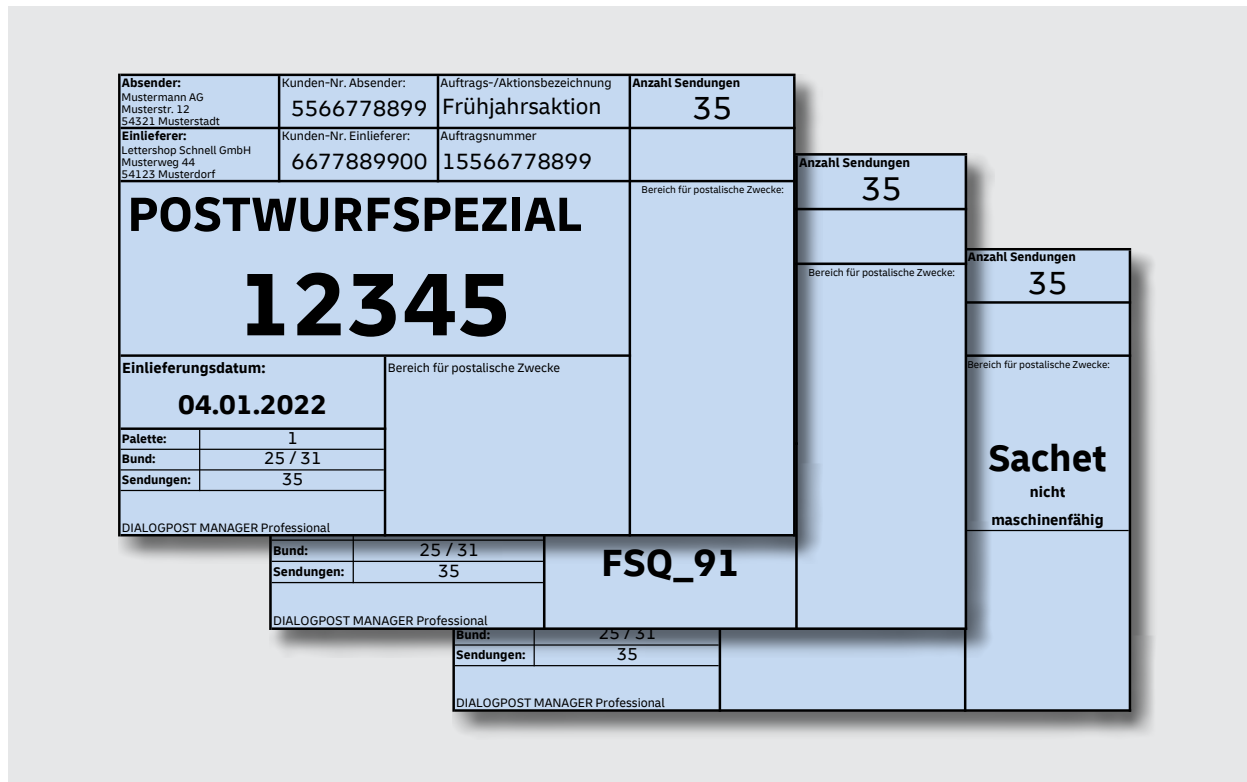 Absender:
Mustermann AG
Musterstr. 12
54321 Musterstadt
Kunden-Nr. Absender:
5566778899
Auftrags-/Aktionsbezeichnung
Frühjahrsaktion
Anzahl Sendungen
35
Einlieferer:
Lettershop Schnell GmbH
Musterweg 44
54123 Musterdorf
Kunden-Nr. Einlieferer:
6677889900
Auftragsnummer
15566778899
POSTWURFSPEZIAL
12345
Bereich für postalische Zwecke:
Einlieferungsdatum:
04.01.2022
Bereich für postalische Zwecke
Palette: 1
Bund: 25 / 31
Sendungen: 35
DIALOGPOST MANAGER Professional
Anzahl Sendungen
35
Bereich für postalische Zwecke:
Bund: 25 / 31
Sendungen: 35
FSQ_91
DIALOGPOST MANAGER Professional
Anzahl Sendungen
35
Bereich für postalische Zwecke:
Sachet
nicht
maschinenfähig
Bund: 25 / 31
Sendungen: 35
DIALOGPOST MANAGER Professional